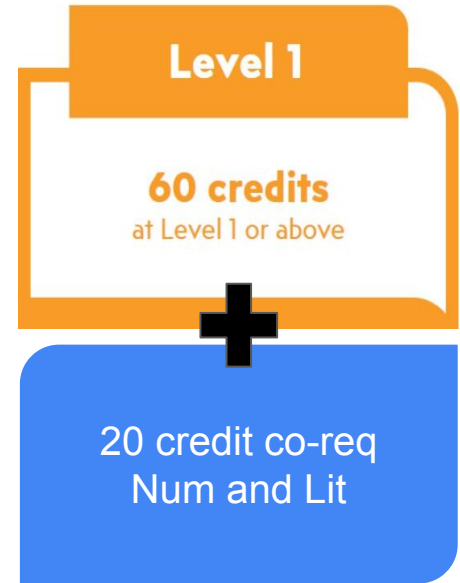 Level 1
60 credits
at Level 1 or above
20 credit co-req
Num and Lit